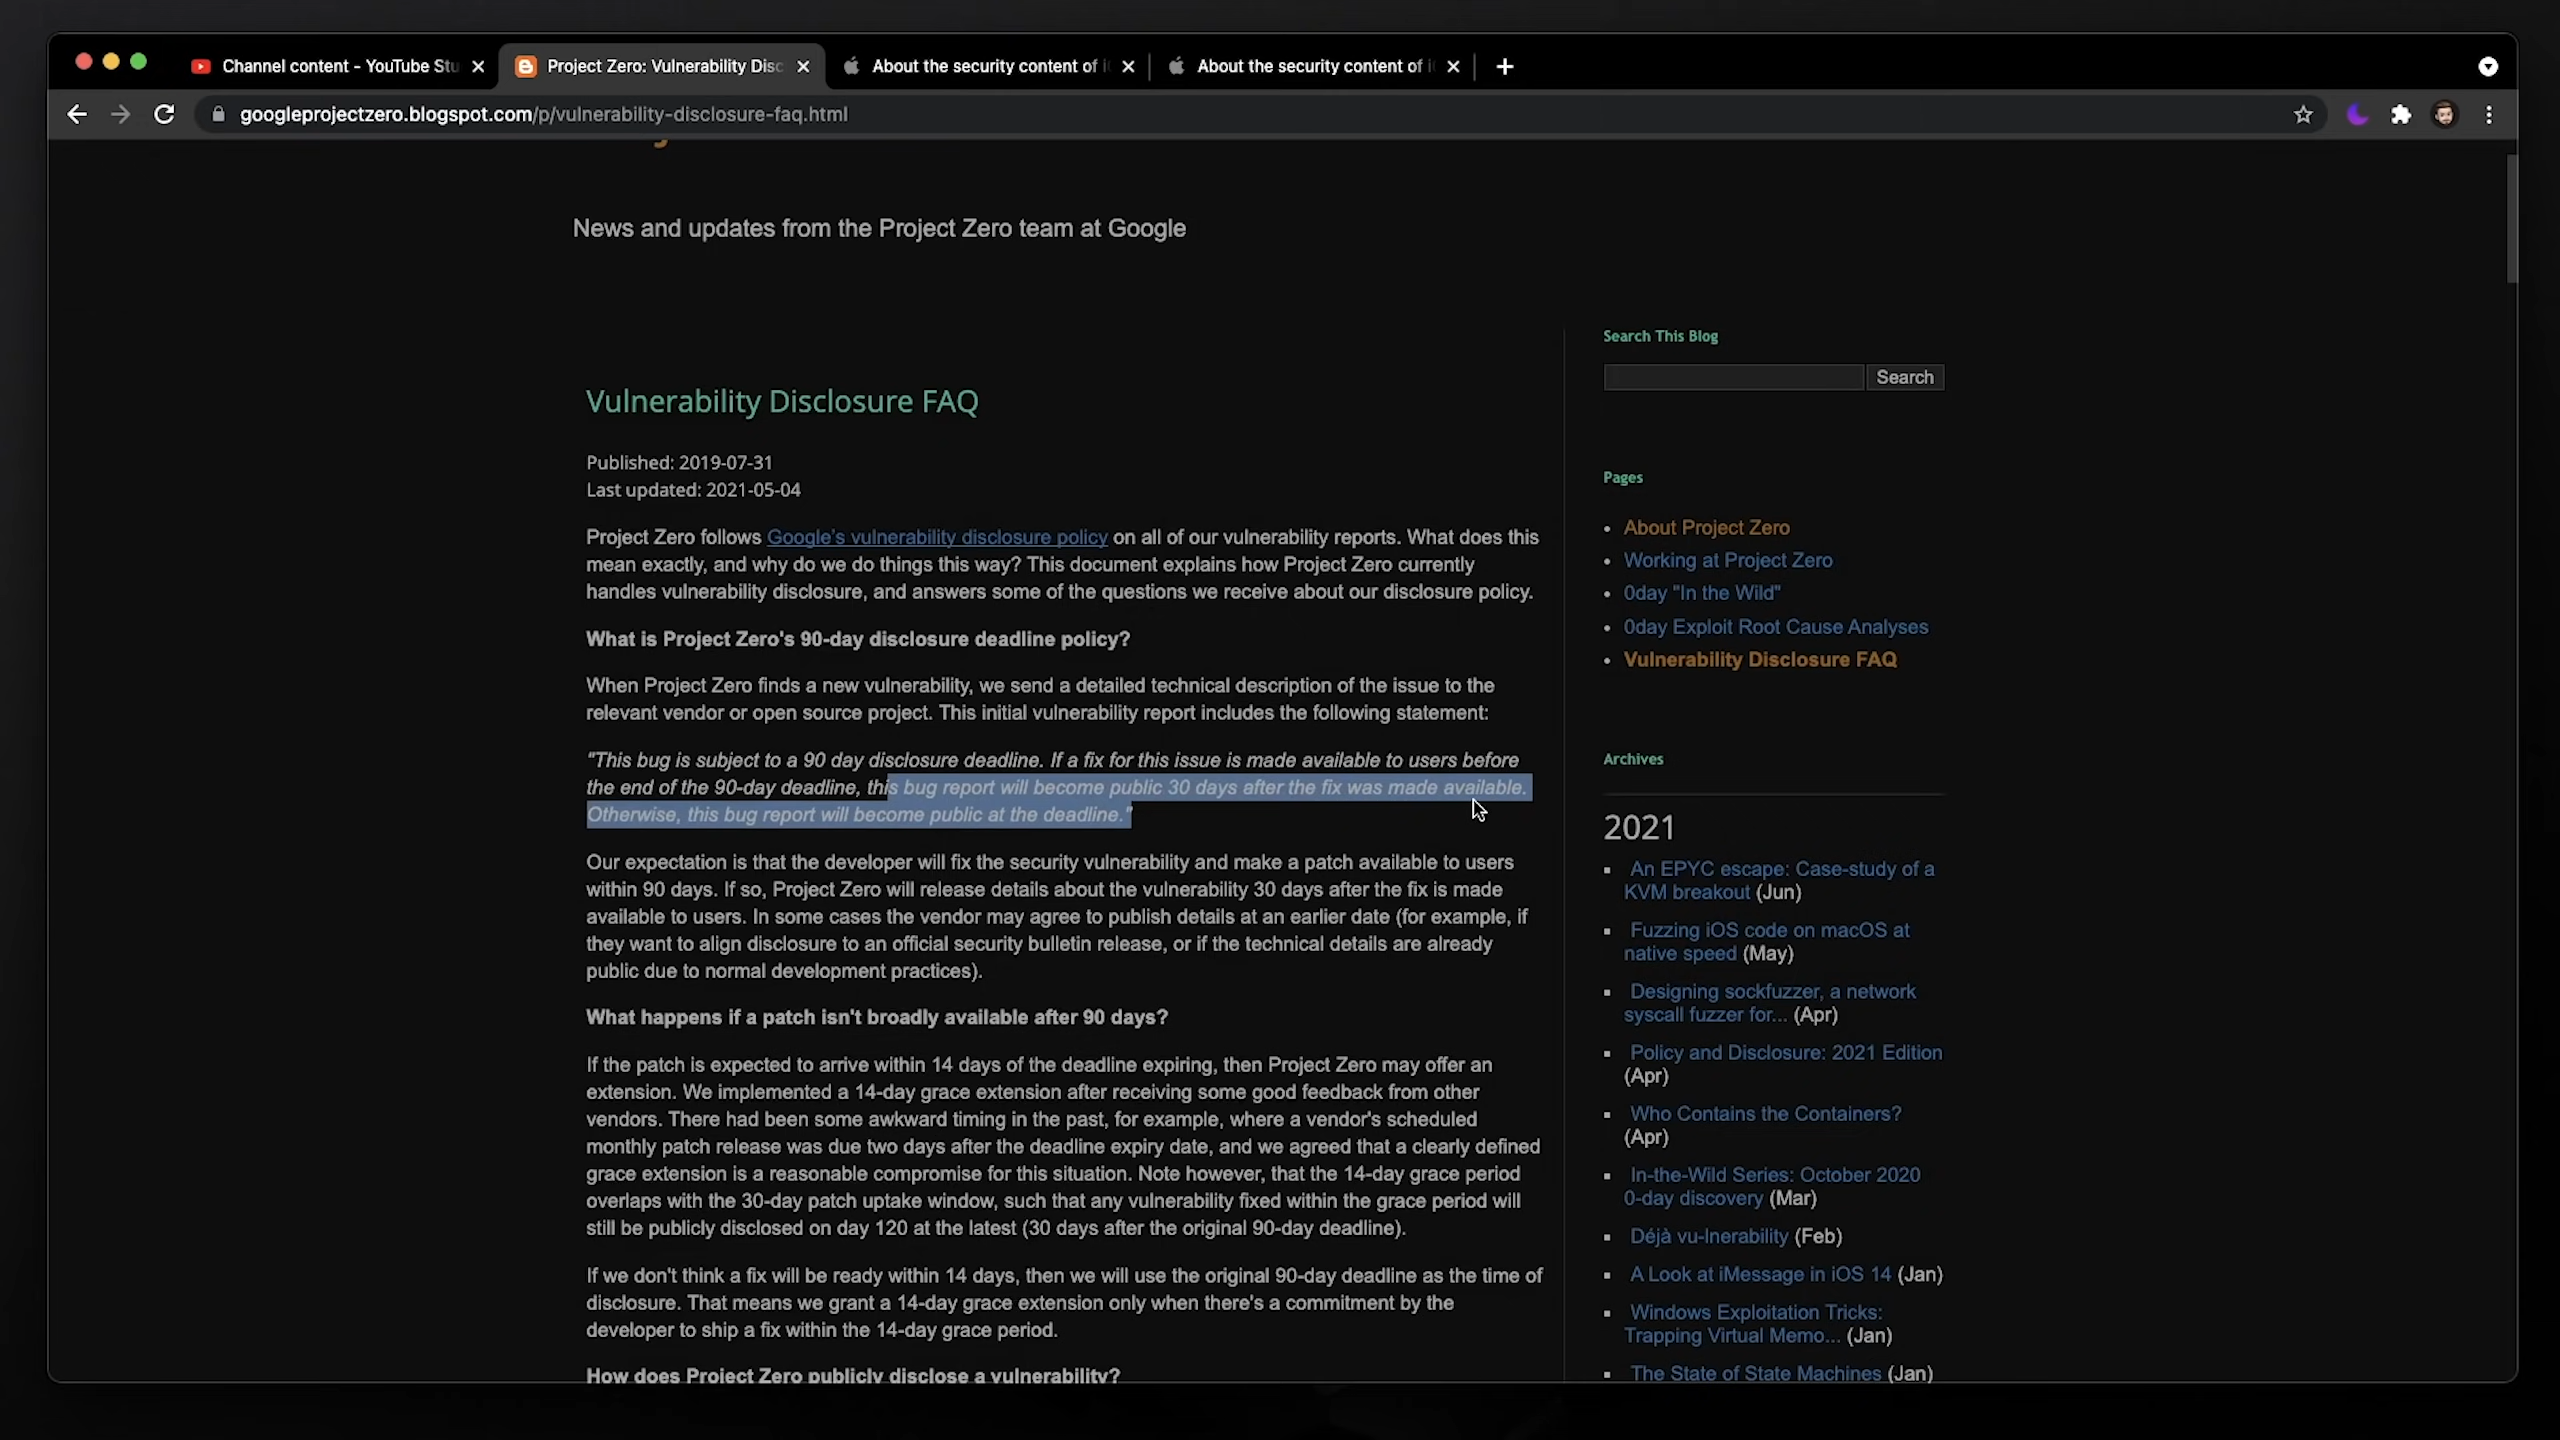 Channel content - YouTube Stu
Project Zero: Vulnerability Disc
About the security content of i
About the security content of i
googleprojectzero.blogspot.com/p/vulnerability-disclosure-faq.html
News and updates from the Project Zero team at Google
Vulnerability Disclosure FAQ
Published: 2019-07-31
Last updated: 2021-05-04
Project Zero follows Google's vulnerability disclosure policy on all of our vulnerability reports. What does this
mean exactly, and why do we do things this way? This document explains how Project Zero currently
handles vulnerability disclosure, and answers some of the questions we receive about our disclosure policy.
What is Project Zero's 90-day disclosure deadline policy?
When Project Zero finds a new vulnerability, we send a detailed technical description of the issue to the
relevant vendor or open source project. This initial vulnerability report includes the following statement:
"This bug is subject to a 90 day disclosure deadline. If a fix for this issue is made available to users before
the end of the 90-day deadline, this bug report will become public 30 days after the fix was made available.
Otherwise, this bug report will become public at the deadline."
Our expectation is that the developer will fix the security vulnerability and make a patch available to users
within 90 days. If so, Project Zero will release details about the vulnerability 30 days after the fix is made
available to users. In some cases the vendor may agree to publish details at an earlier date (for example, if
they want to align disclosure to an official security bulletin release, or if the technical details are already
public due to normal development practices).
What happens if a patch isn't broadly available after 90 days?
If the patch is expected to arrive within 14 days of the deadline expiring, then Project Zero may offer an
extension. We implemented a 14-day grace extension after receiving some good feedback from other
vendors. There had been some awkward timing in the past, for example, where a vendor's scheduled
monthly patch release was due two days after the deadline expiry date, and we agreed that a clearly defined
grace extension is a reasonable compromise for this situation. Note however, that the 14-day grace period
overlaps with the 30-day patch uptake window, such that any vulnerability fixed within the grace period will
still be publicly disclosed on day 120 at the latest (30 days after the original 90-day deadline).
If we don't think a fix will be ready within 14 days, then we will use the original 90-day deadline as the time of
disclosure. That means we grant a 14-day grace extension only when there's a commitment by the
developer to ship a fix within the 14-day grace period.
How does Project Zero publicly disclose a vulnerability?
Search This Blog
Search
Pages
About Project Zero
Working at Project Zero
0day "In the Wild"
0day Exploit Root Cause Analyses
Vulnerability Disclosure FAQ
Archives
2021
An EPYC escape: Case-study of a
KVM breakout (Jun)
Fuzzing iOS code on macOS at
native speed (May)
Designing sockfuzzer, a network
syscall fuzzer for... (Apr)
Policy and Disclosure: 2021 Edition
(Apr)
Who Contains the Containers?
(Apr)
In-the-Wild Series: October 2020
0-day discovery (Mar)
Déjà vu-lnerability (Feb)
A Look at iMessage in iOS 14 (Jan)
Windows Exploitation Tricks:
Trapping Virtual Memo... (Jan)
The State of State Machines (Jan)